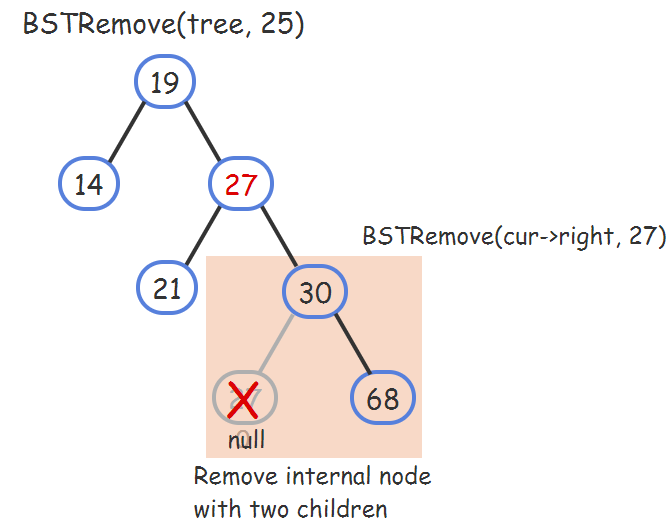 BSTRemove(tree, 25)
19
14
27
BSTRemove(cur->right, 27)
21
30
27
68
null
Remove internal node
with two children